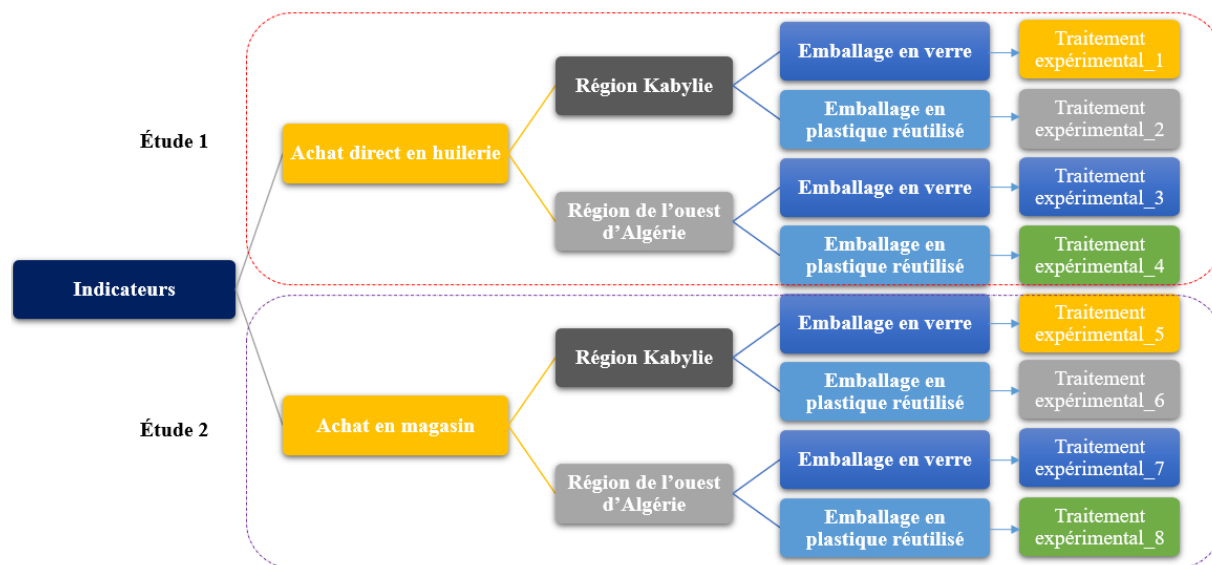 Étude 1
Indicateurs
Étude 2
Achat direct en huilerie
Région Kabylie
Emballage en verre
Traitement
expérimental_1
Emballage en
plastique réutilisé
Traitement
expérimental_2
Région de l’ouest
d’Algérie
Emballage en verre
Traitement
expérimental_3
Emballage en
plastique réutilisé
Traitement
expérimental_4
Achat en magasin
Région Kabylie
Emballage en verre
Traitement
expérimental_5
Emballage en
plastique réutilisé
Traitement
expérimental_6
Région de l’ouest
d’Algérie
Emballage en verre
Traitement
expérimental_7
Emballage en
plastique réutilisé
Traitement
expérimental_8